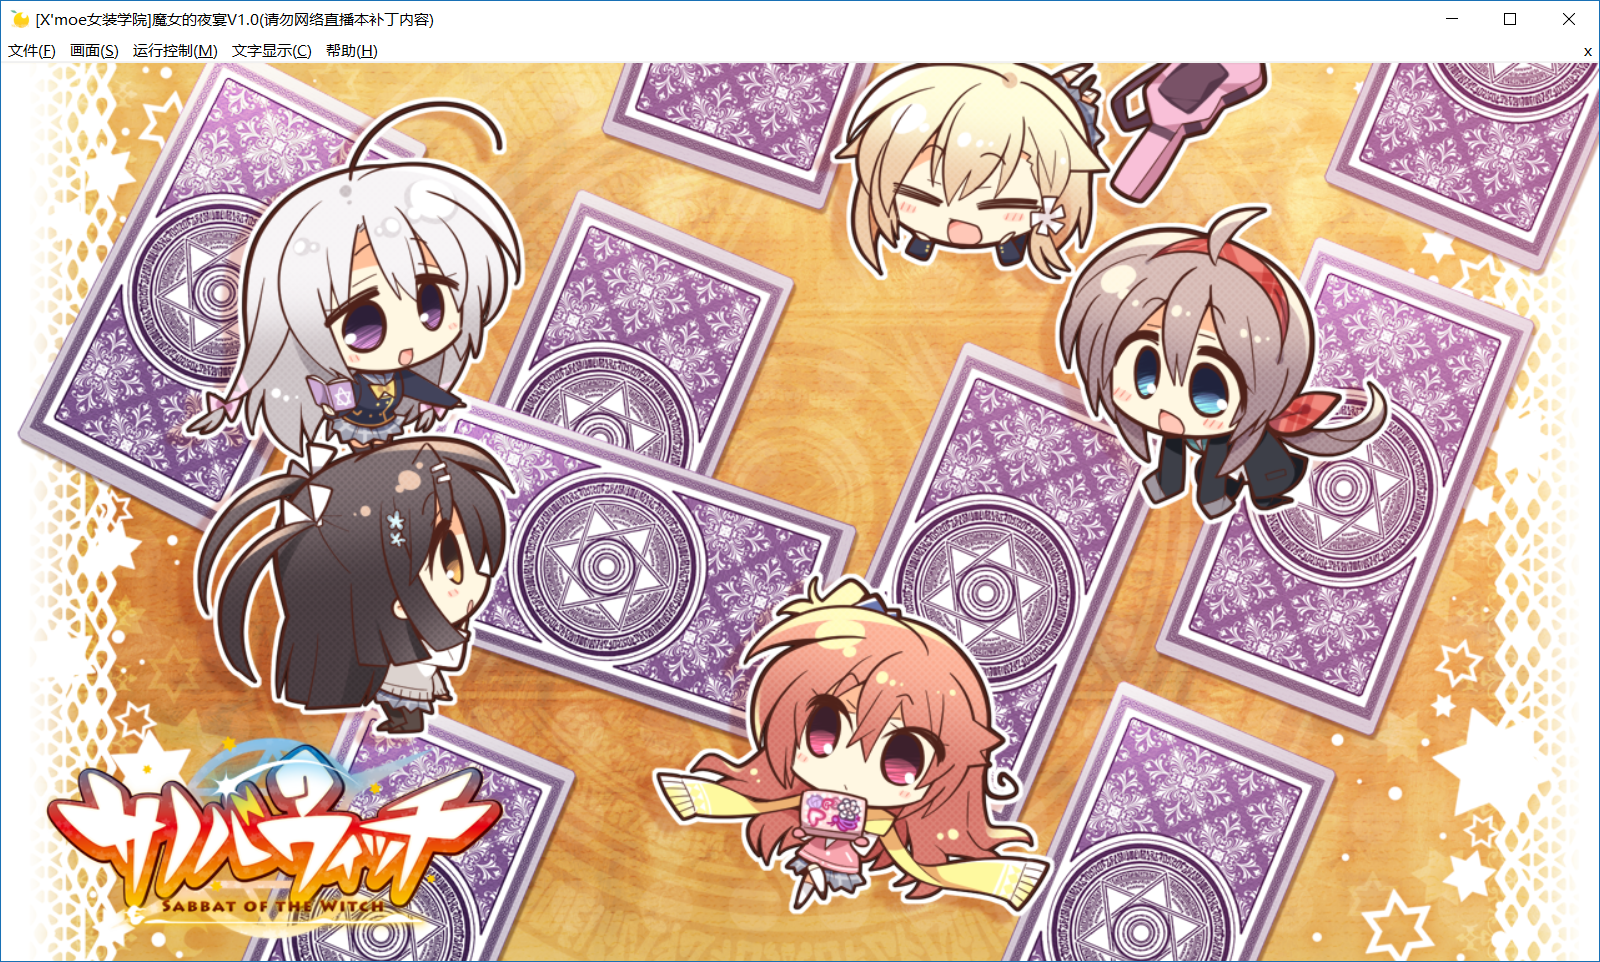 [X'moe女装学院]魔女的夜宴V1.0(请勿网络直播本补丁内容)
文件(F) 画面(S) 运行控制(M) 文字显示(C) 帮助(H) x
サノバウィッチ
SABBAT OF THE WITCH